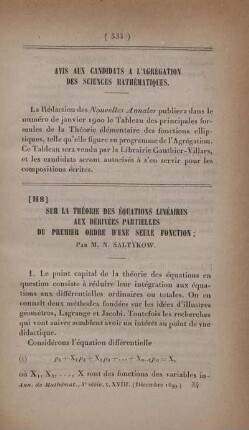 ( 533 )
AVIS AUX CANDIDATS A L'AGRÉGATION
DES SCIENCES MATHÉMATIQUES.
La Rédaction des Nouvelles Annales publiera dans le
numéro de janvier 1900 le Tableau des principales for-
mules de la Théorie élémentaire des fonctions ellip-
tiques, telle qu'elle figure au programme de l'Agrégation.
Ce Tableau sera vendu par la Librairie Gauthier-Villars,
et les candidats seront autorisés à s'en servir pour les
compositions écrites.
[H8]
SUR LA THÉORIE DES ÉQUATIONS LINÉAIRES
AUX DÉRIVÉES PARTIELLES
DU PREMIER ORDRE D'UNE SEULE FONCTION;
PAR M. N. SALTYKOW.
1. Le point capital de la théorie des équations en
question consiste à réduire leur intégration aux équa-
tions aux différentielles ordinaires ou totales. On en
connaît deux méthodes fondées sur les idées d'illustres
géomètres, Lagrange et Jacobi. Toutefois les recherches
qui vont suivre semblent avoir un intérêt au point de vue
didactique.
Considérons l'équation différentielle
(1) p₁ + X₂p₂ + X₃p₃ + ... + Xₙpₙ = X,
où X₂, X₃, ..., X sont des fonctions des variables in-
Ann. de Mathémat., 3ᵉ série, t. XVIII. (Décembre 1899.)